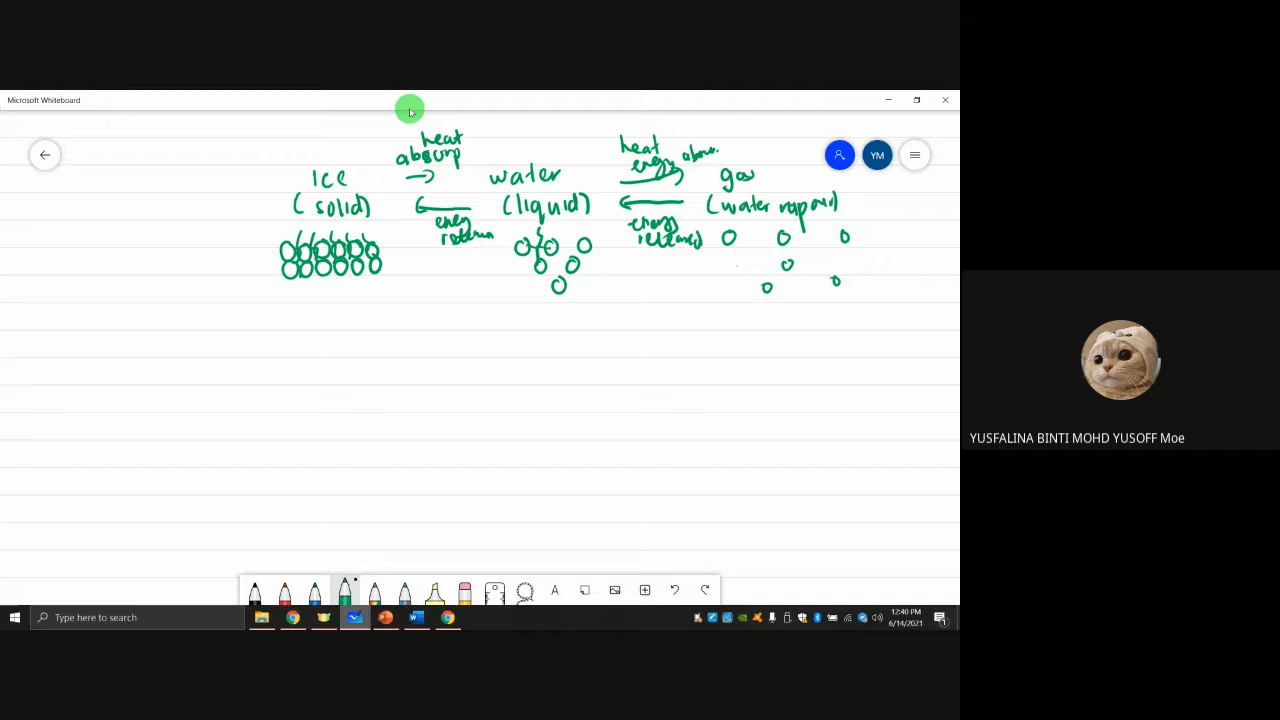 Microsoft Whiteboard
heat
absorp
heat
energy
Ice
water
gas
(solid)
(liquid)
(water vapour)
energy
released
YM
YUSFALINA BINTI MOHD YUSOFF Moe
A
Type here to search
12:40 PM
6/14/2021
1